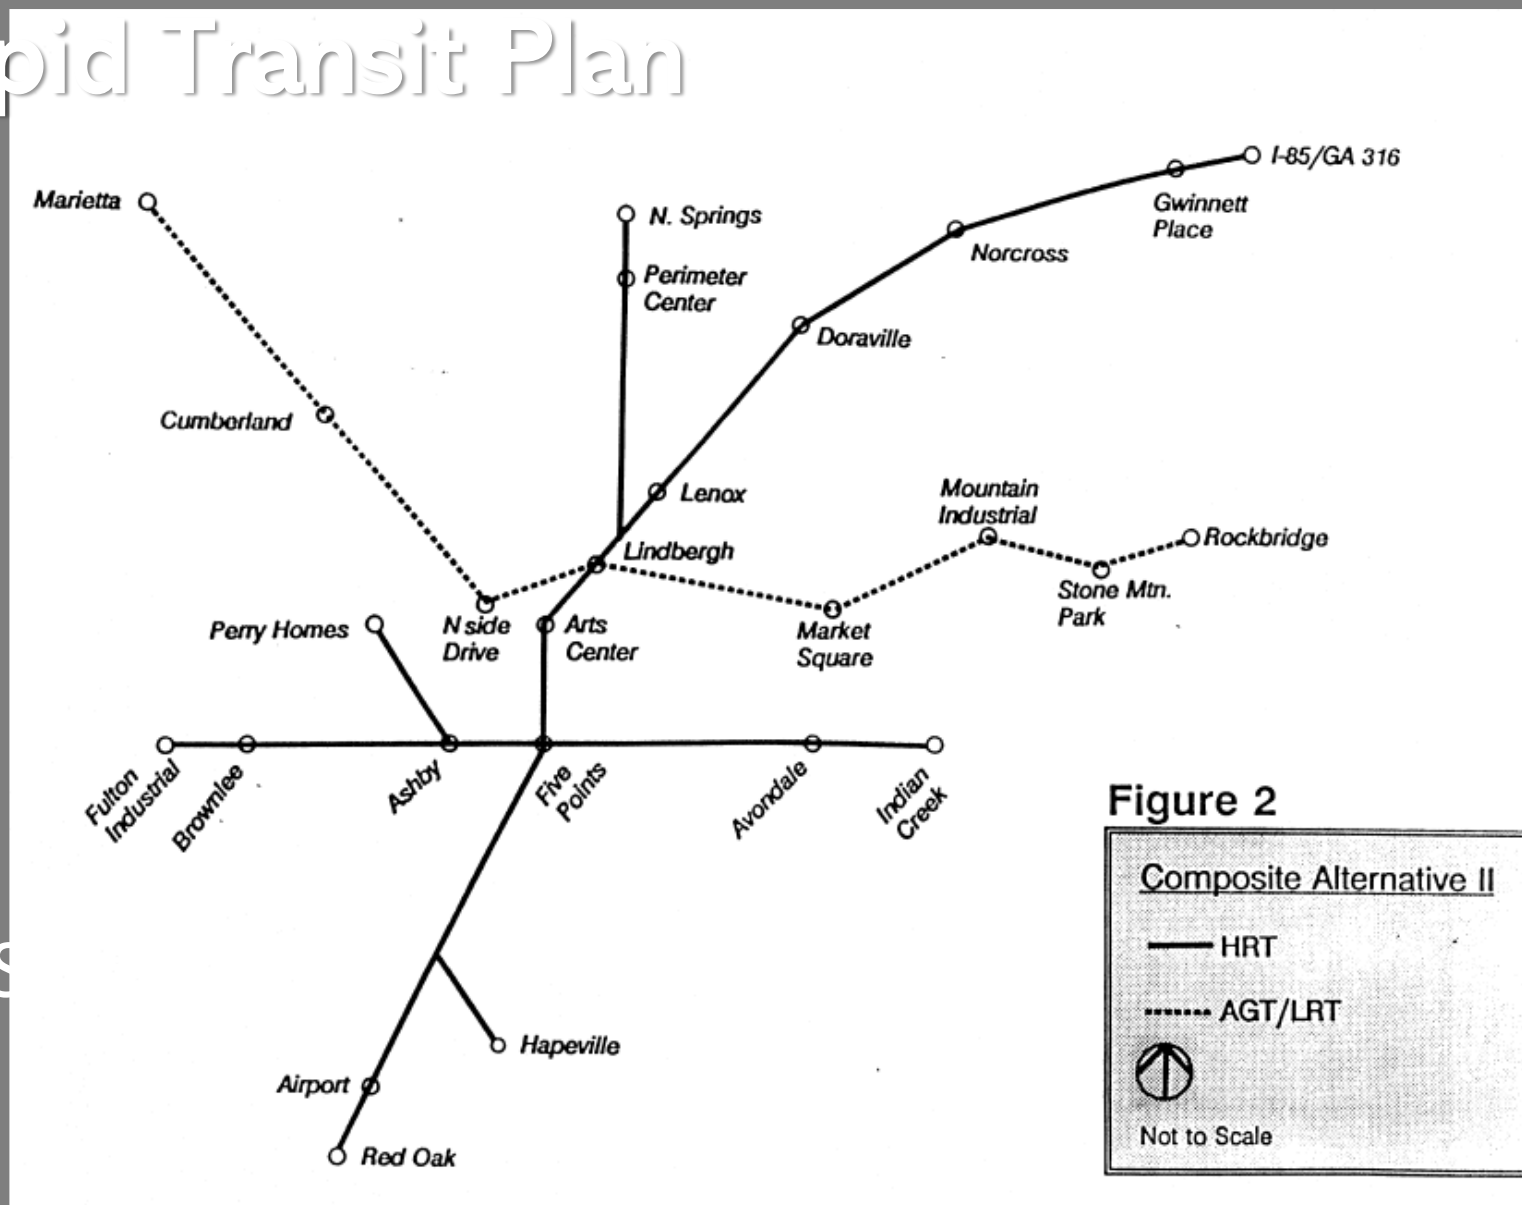 pid Transit Plan
I-85/GA 316
Marietta
N. Springs
Gwinnett
Place
Norcross
Perimeter
Center
Doraville
Cumberland
Lenox
Mountain
Industrial
Rockbridge
Lindbergh
Stone Mtn.
Park
Perry Homes
N side
Drive
Arts
Center
Market
Square
Fulton
Industrial
Brownlee
Ashby
Five
Points
Avondale
Indian
Creek
Figure 2
Composite Alternative II
HRT
s
AGT/LRT
Hapeville
Airport
Not to Scale
Red Oak